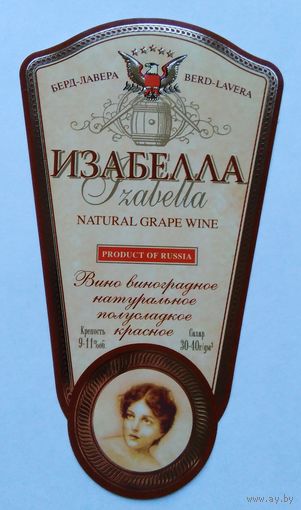 БЕРД-ЛАВЕРА BERD-LAVERA
ИЗАБЕЛЛА
Izabella
NATURAL GRAPE WINE
PRODUCT OF RUSSIA
Вино виноградное
натуральное
полусладкое
красное
Крепость
9-11%об.
Сахар
30-40г/дм³
www.ay.by